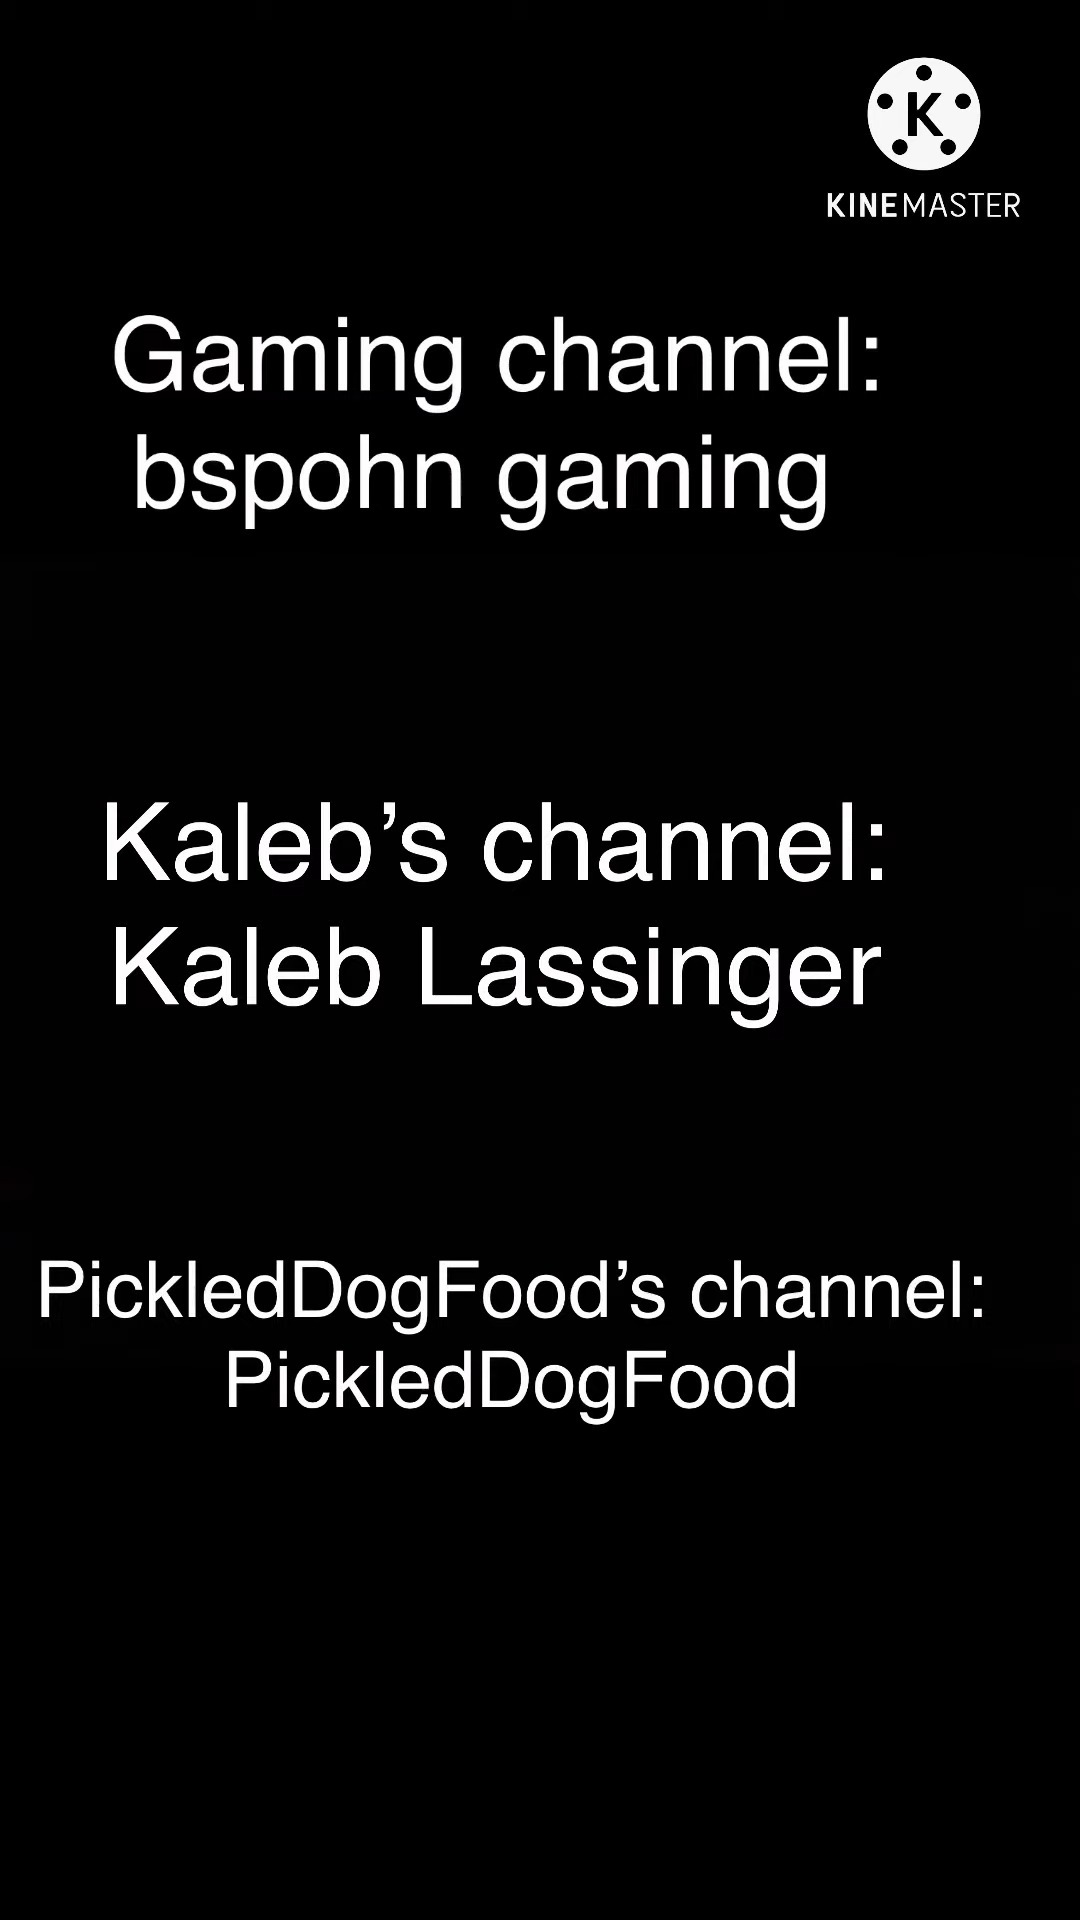 K
KINEMASTER
Gaming channel:
bspohn gaming
Kaleb’s channel:
Kaleb Lassinger
PickledDogFood’s channel:
PickledDogFood